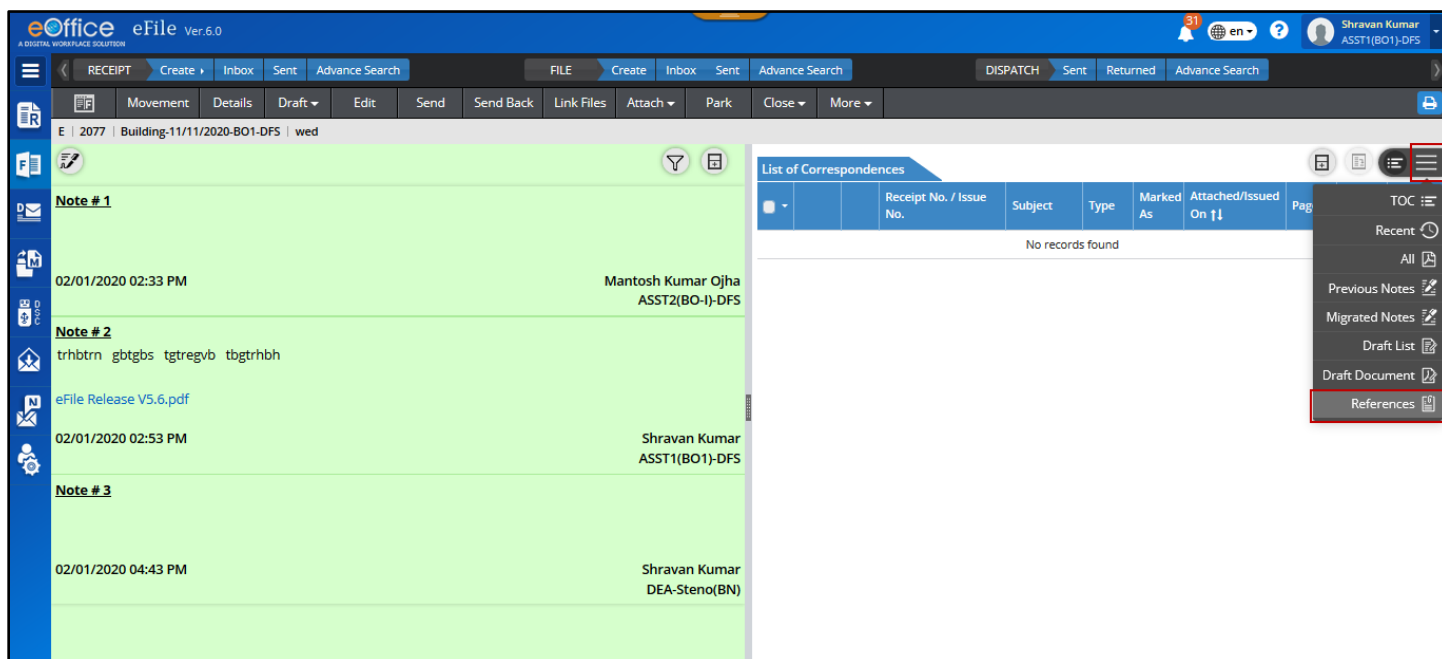 eOffice eFile Ver.6.0
A DIGITAL WORKPLACE SOLUTION
31
en
?
Shravan Kumar
ASST1(BO1)-DFS
RECEIPT Create Inbox Sent Advance Search FILE Create Inbox Sent Advance Search DISPATCH Sent Returned Advance Search
Movement Details Draft Edit Send Send Back Link Files Attach Park Close More
E | 2077 | Building-11/11/2020-BO1-DFS | wed
Note # 1
02/01/2020 02:33 PM Mantosh Kumar Ojha
ASST2(BO-I)-DFS
Note # 2
trhbtrn gbtgbs tgtregvb tbgtrhbh
eFile Release V5.6.pdf
02/01/2020 02:53 PM Shravan Kumar
ASST1(BO1)-DFS
Note # 3
02/01/2020 04:43 PM Shravan Kumar
DEA-Steno(BN)
List of Correspondences
Receipt No. / Issue No. Subject Type Marked As Attached/Issued On Pag
No records found
TOC
Recent
All
Previous Notes
Migrated Notes
Draft List
Draft Document
References
R
F
D
M
DSC
N